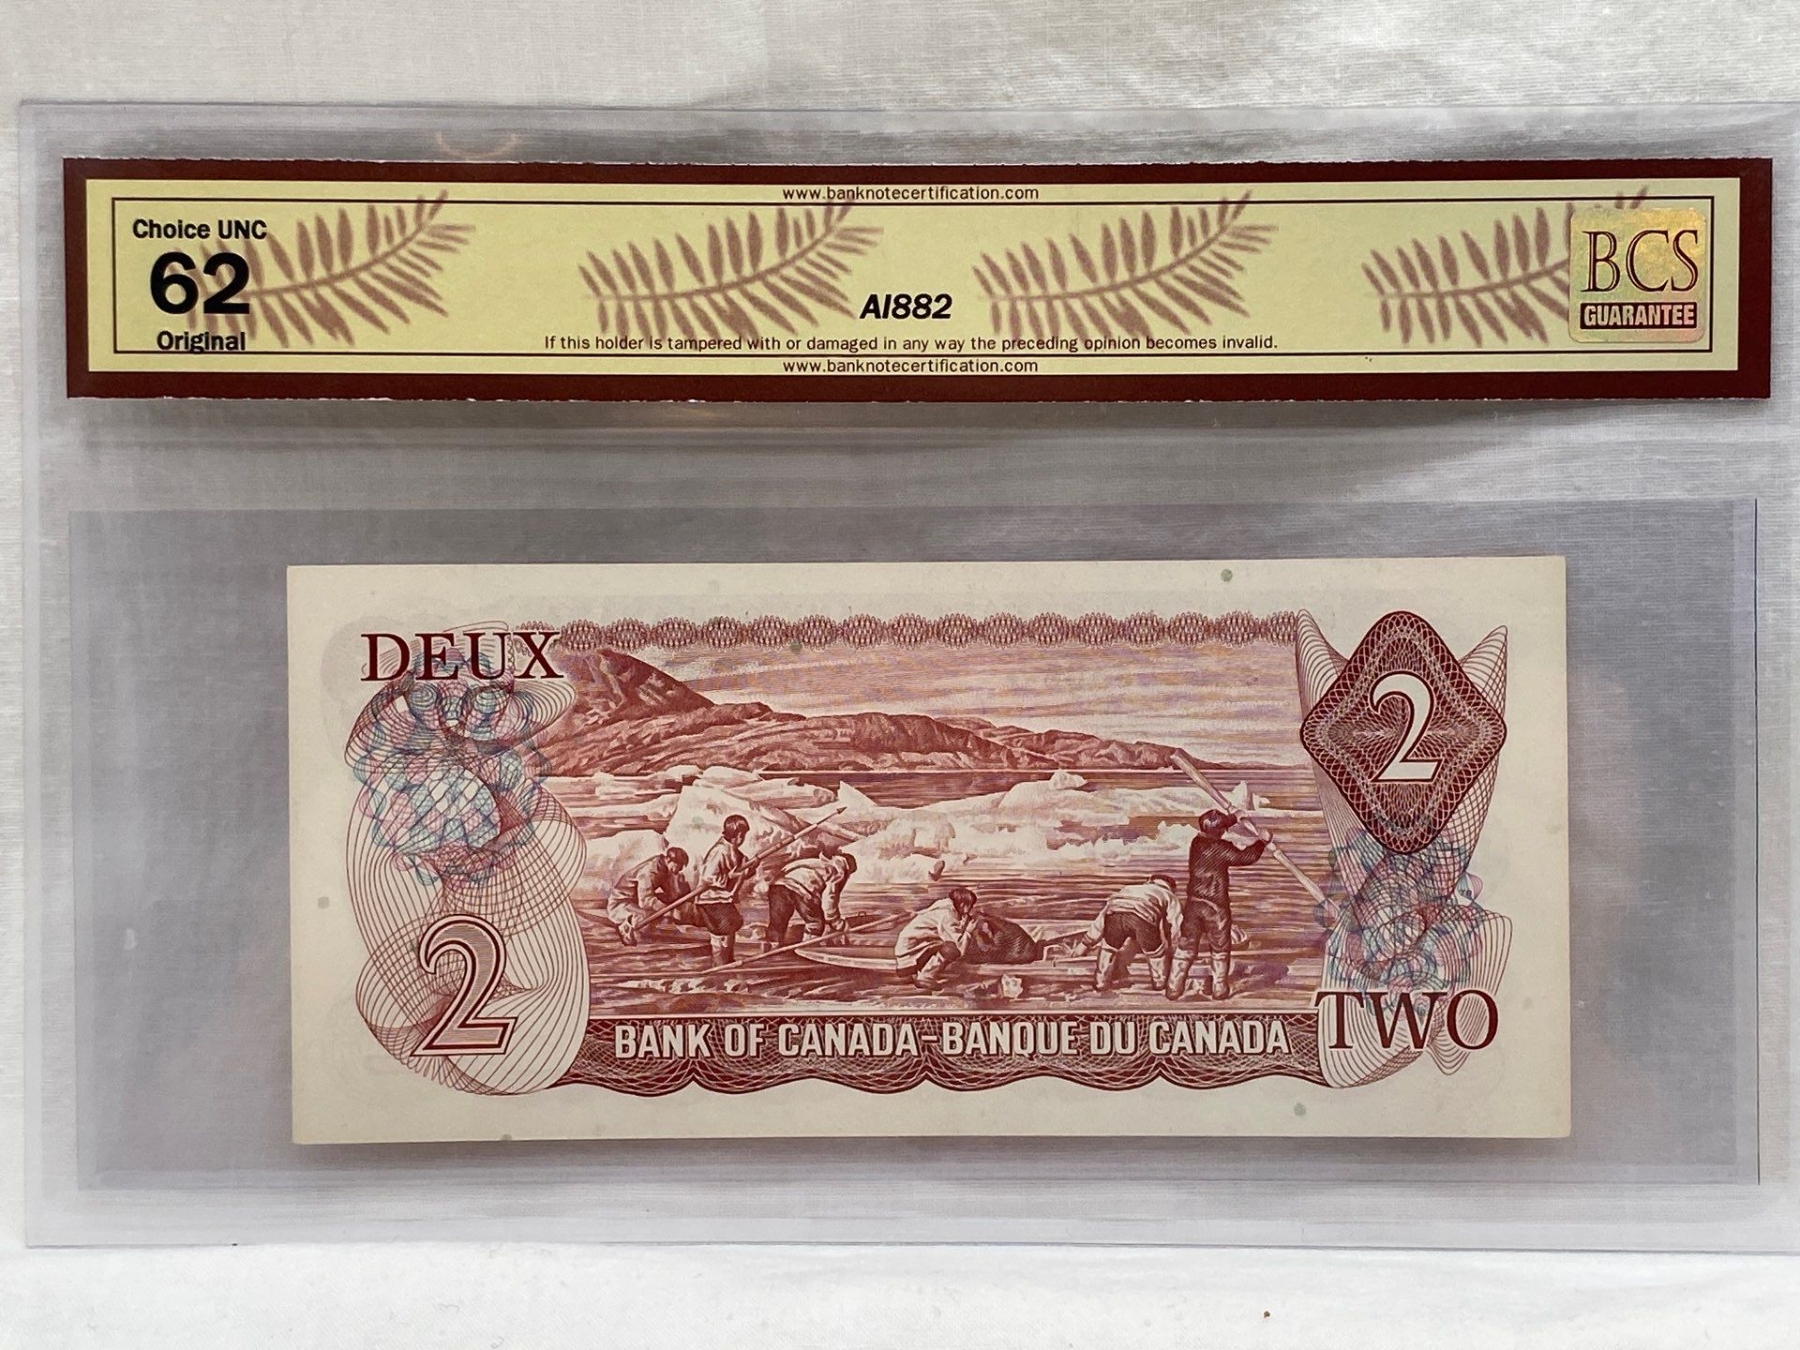 www.banknotecertification.com
Choice UNC
62
Original
AI882
BCS
GUARANTEE
If this holder is tampered with or damaged in any way the preceding opinion becomes invalid.
www.banknotecertification.com
DEUX
2
2
BANK OF CANADA-BANQUE DU CANADA
TWO